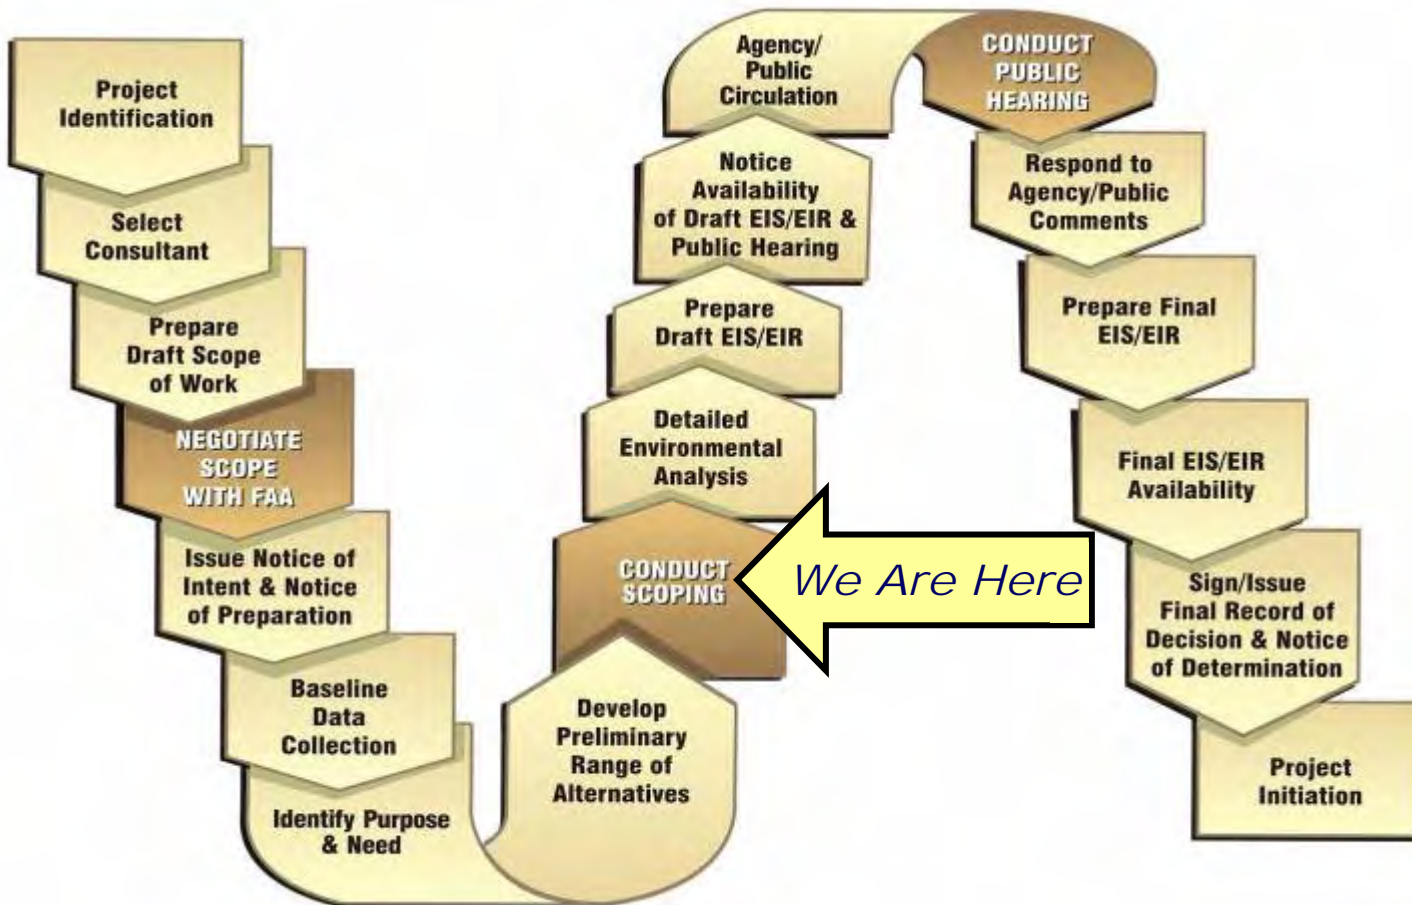 Project
Identification
Select
Consultant
Prepare
Draft Scope
of Work
NEGOTIATE
SCOPE
WITH FAA
Issue Notice of
Intent & Notice
of Preparation
Baseline
Data
Collection
Identify Purpose
& Need
Develop
Preliminary
Range of
Alternatives
CONDUCT
SCOPING
We Are Here
Detailed
Environmental
Analysis
Prepare
Draft EIS/EIR
Notice
Availability
of Draft EIS/EIR &
Public Hearing
Agency/
Public
Circulation
CONDUCT
PUBLIC
HEARING
Respond to
Agency/Public
Comments
Prepare Final
EIS/EIR
Final EIS/EIR
Availability
Sign/Issue
Final Record of
Decision & Notice
of Determination
Project
Initiation